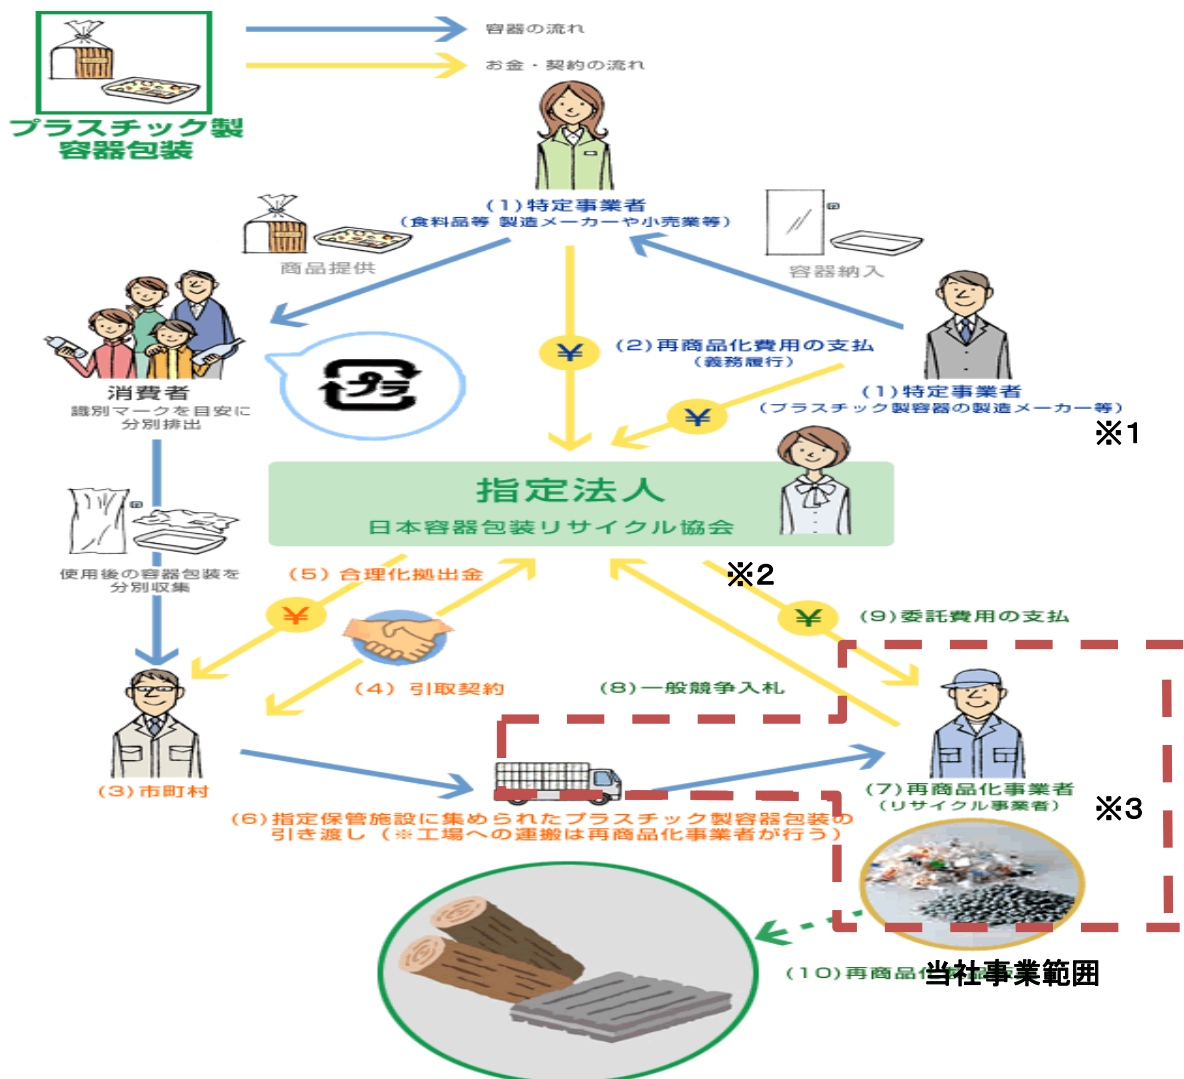 容器の流れ
お金・契約の流れ
プラスチック製
容器包装
(1)特定事業者
(食料品等 製造メーカーや小売業等)
商品提供
容器納入
(2)再商品化費用の支払
(義務履行)
¥
¥
プラ
消費者
識別マークを目安に
分別排出
(1)特定事業者
(プラスチック製容器の製造メーカー等)
※1
指定法人
日本容器包装リサイクル協会
使用後の容器包装を
分別収集
(5) 合理化拠出金
※2
¥
¥
(9)委託費用の支払
(4) 引取契約
(8)一般競争入札
(3)市町村
(7)再商品化事業者
(リサイクル事業者)
※3
(6)指定保管施設に集められたプラスチック製容器包装の
引き渡し(※工場への運搬は再商品化事業者が行う)
(10)再商品化
当社事業範囲